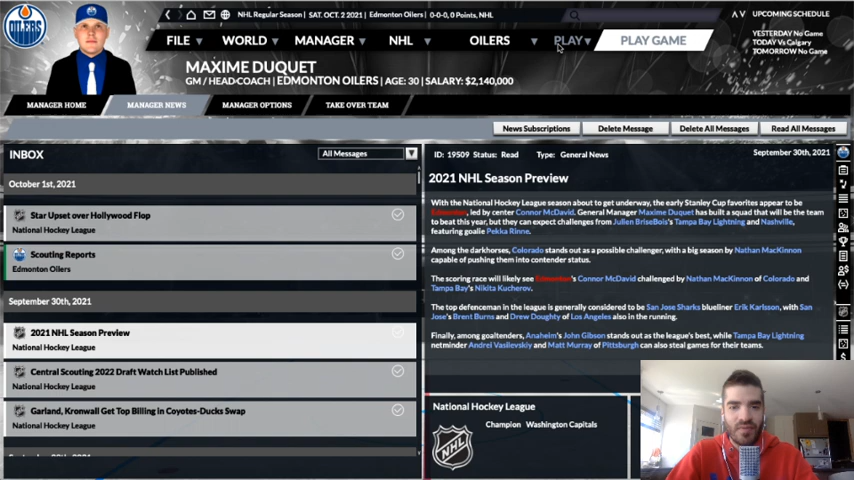 NHL Regular Season | SAT. OCT. 2 2021 | Edmonton Oilers | 0-0-0, 0 Points, NHL
UPCOMING SCHEDULE
YESTERDAY No Game
TODAY Vs Calgary
TOMORROW No Game
OILERS
FILE WORLD MANAGER NHL OILERS PLAY PLAY GAME
MAXIME DUQUET
GM / HEAD COACH | EDMONTON OILERS | AGE: 30 | SALARY: $2,140,000
MANAGER HOME MANAGER NEWS MANAGER OPTIONS TAKE OVER TEAM
News Subscriptions Delete Message Delete All Messages Read All Messages
INBOX All Messages
October 1st, 2021
Star Upset over Hollywood Flop
National Hockey League
Scouting Reports
Edmonton Oilers
September 30th, 2021
2021 NHL Season Preview
National Hockey League
Central Scouting 2022 Draft Watch List Published
National Hockey League
Garland, Kronwall Get Top Billing in Coyotes-Ducks Swap
National Hockey League
ID: 19509 Status: Read Type: General News September 30th, 2021
2021 NHL Season Preview
With the National Hockey League season about to get underway, the early Stanley Cup favorites appear to be
Edmonton, led by center Connor McDavid. General Manager Maxime Duquet has built a squad that will be the team
to beat this year, but they can expect challenges from Julien BriseBois's Tampa Bay Lightning and Nashville,
featuring goalie Pekka Rinne.
Among the darkhorses, Colorado stands out as a possible challenger, with a big season by Nathan MacKinnon
capable of pushing them into contender status.
The scoring race will likely see Edmonton's Connor McDavid challenged by Nathan MacKinnon of Colorado and
Tampa Bay's Nikita Kucherov.
The top defenceman in the league is generally considered to be San Jose Sharks blueliner Erik Karlsson, with San
Jose's Brent Burns and Drew Doughty of Los Angeles also in the running.
Finally, among goaltenders, Anaheim's John Gibson stands out as the league's best, while Tampa Bay Lightning
netminder Andrei Vasilevskiy and Matt Murray of Pittsburgh can also steal games for their teams.
National Hockey League
Champion Washington Capitals
NHL